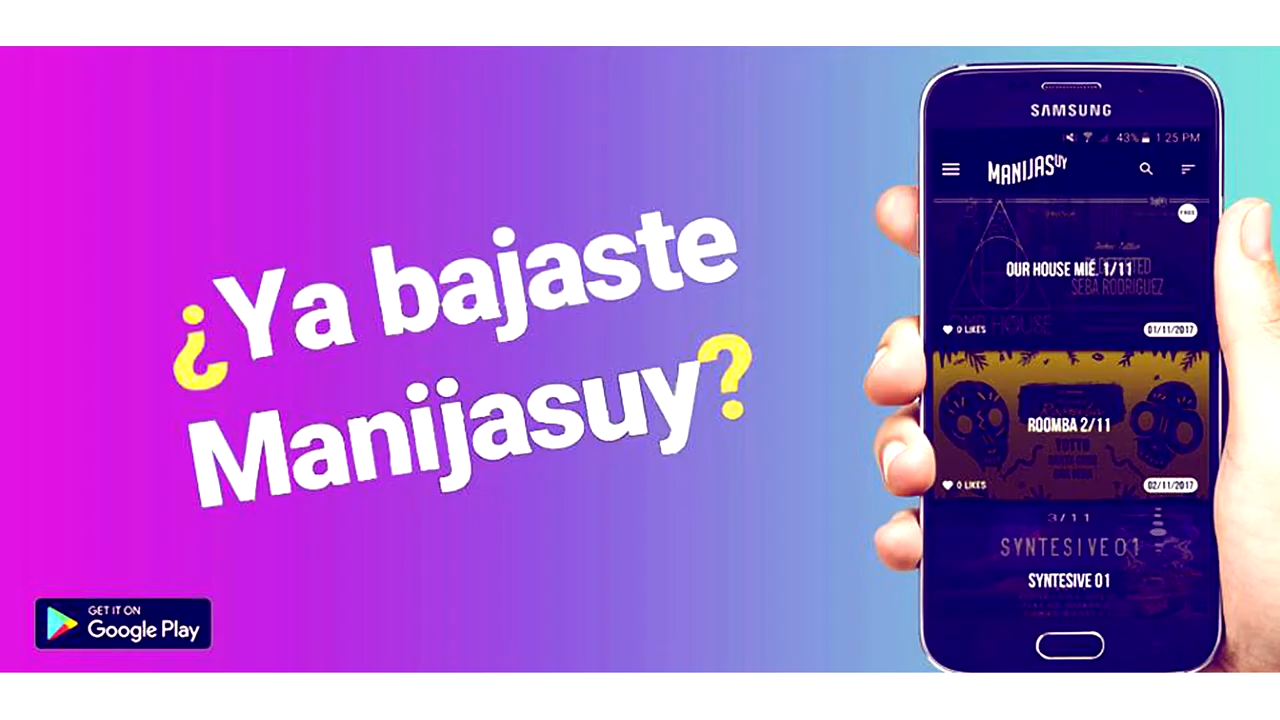 ¿Ya bajaste
Manijasuy?
GET IT ON
Google Play
SAMSUNG
43% 1:25 PM
MANIJASUY
FREE
OUR HOUSE MIÉ. 1/11
SEBA RODRIGUEZ
OUR HOUSE
0 LIKES
01/11/2017
ROOMBA 2/11
0 LIKES
02/11/2017
3/11
SYNTESIVE 01
SYNTESIVE 01